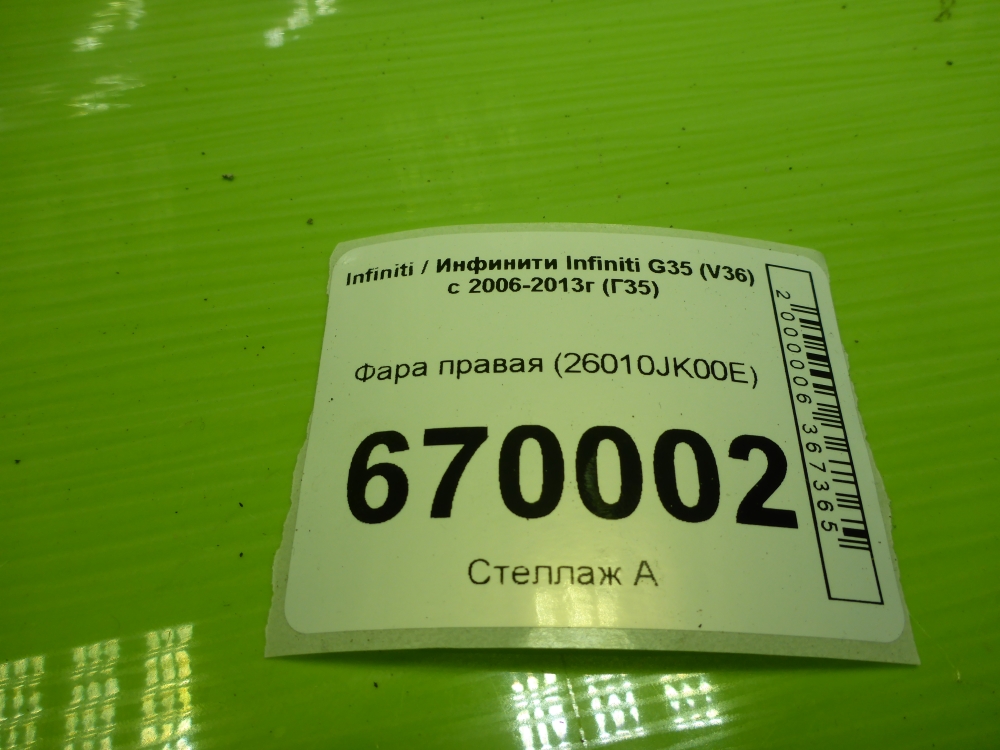 Infiniti / Инфинити Infiniti G35 (V36)
с 2006-2013г (Г35)
Фара правая (26010JK00E)
670002
Стеллаж А
2000006367365